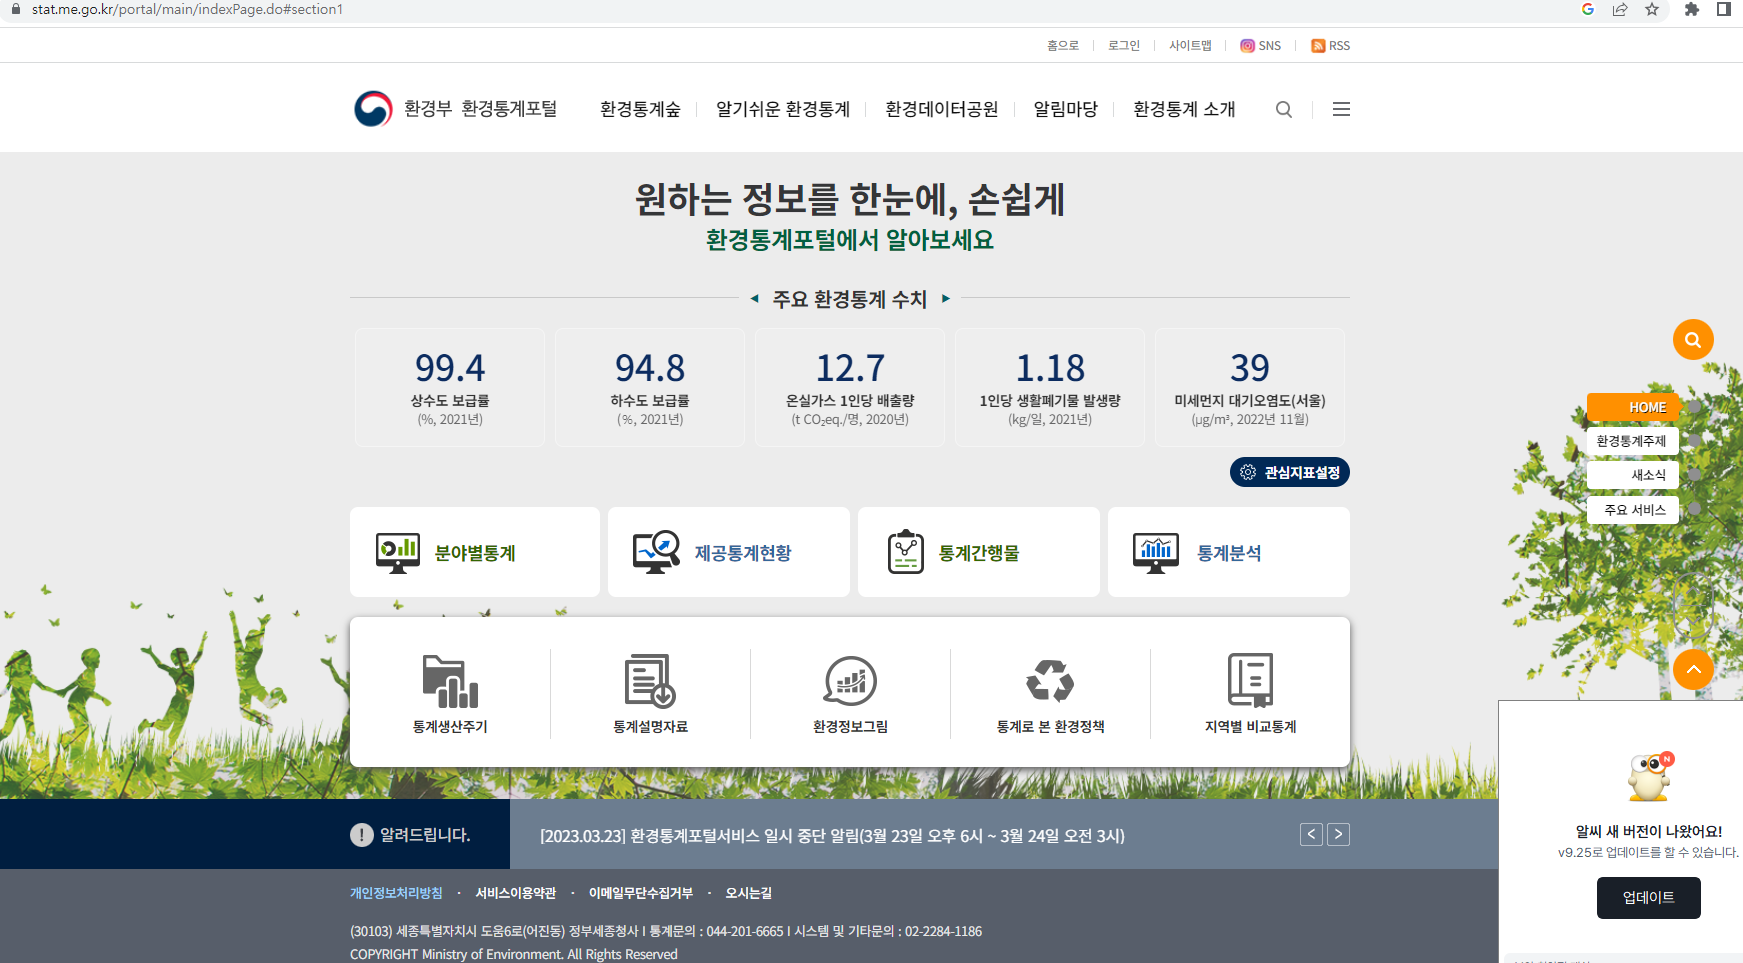 stat.me.go.kr/portal/main/indexPage.do#section1
홈으로 로그인 사이트맵 SNS RSS
환경부 환경통계포털 환경통계숲 알기쉬운 환경통계 환경데이터공원 알림마당 환경통계 소개
원하는 정보를 한눈에, 손쉽게
환경통계포털에서 알아보세요
주요 환경통계 수치
99.4 94.8 12.7 1.18 39
상수도 보급률 하수도 보급률 온실가스 1인당 배출량 1인당 생활폐기물 발생량 미세먼지 대기오염도(서울)
(%, 2021년) (%, 2021년) (t CO₂eq./명, 2020년) (kg/일, 2021년) (μg/m³, 2022년 11월)
HOME
환경통계주제
관심지표설정
새소식
주요 서비스
분야별통계 제공통계현황 통계간행물 통계분석
통계생산주기 통계설명자료 환경정보그림 통계로 본 환경정책 지역별 비교통계
N
알려드립니다. [2023.03.23] 환경통계포털서비스 일시 중단 알림(3월 23일 오후 6시 ~ 3월 24일 오전 3시) < >
알씨 새 버전이 나왔어요!
v9.25로 업데이트를 할 수 있습니다.
업데이트
개인정보처리방침 · 서비스이용약관 · 이메일무단수집거부 · 오시는길
(30103) 세종특별자치시 도움6로(어진동) 정부세종청사 I 통계문의 : 044-201-6665 I 시스템 및 기타문의 : 02-2284-1186
COPYRIGHT Ministry of Environment. All Rights Reserved